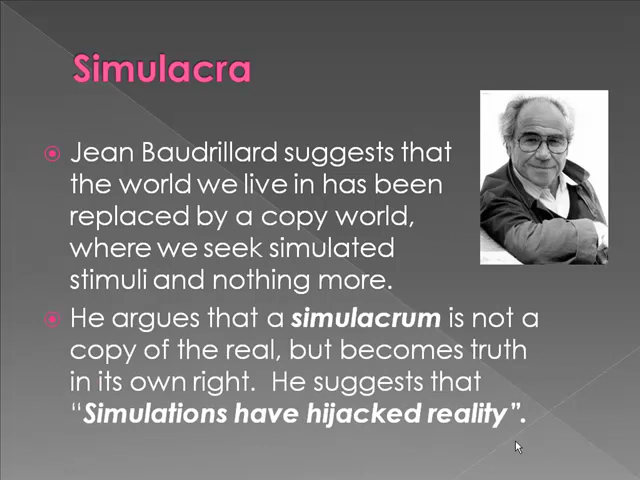 Simulacra
Jean Baudrillard suggests that
the world we live in has been
replaced by a copy world,
where we seek simulated
stimuli and nothing more.
He argues that a simulacrum is not a
copy of the real, but becomes truth
in its own right. He suggests that
“Simulations have hijacked reality”.